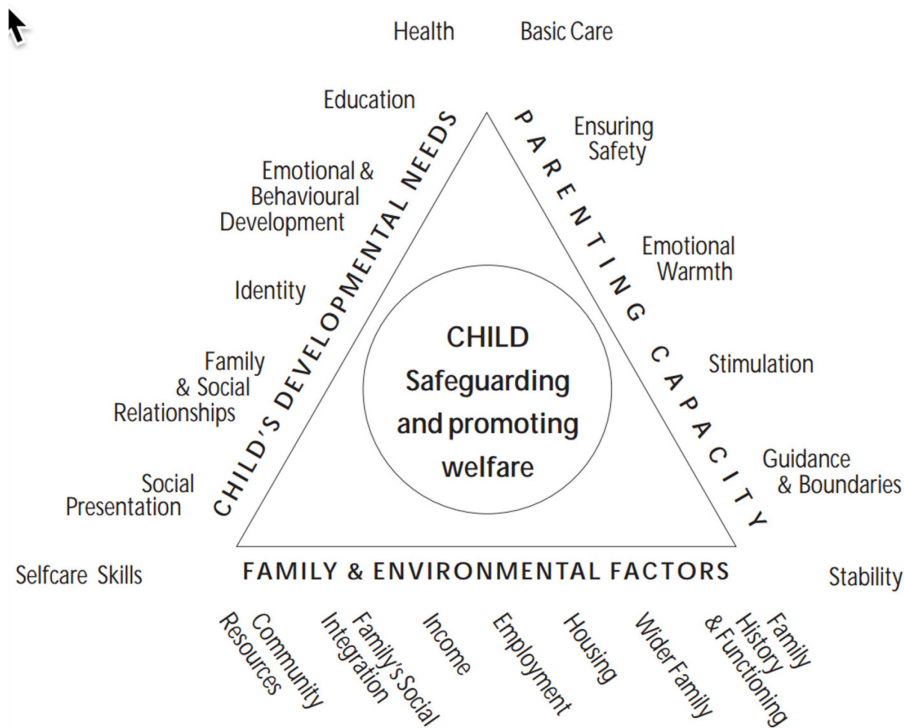 Health
Basic Care
Education
Ensuring
Safety
Emotional &
Behavioural
Development
Emotional
Warmth
Identity
Stimulation
Family
& Social
Relationships
Guidance
& Boundaries
Social
Presentation
Selfcare Skills
Stability
CHILD'S DEVELOPMENTAL NEEDS
PARENTING CAPACITY
CHILD
Safeguarding
and promoting
welfare
FAMILY & ENVIRONMENTAL FACTORS
Community
Resources
Family's Social
Integration
Income
Employment
Housing
Wider Family
Family
History
& Functioning